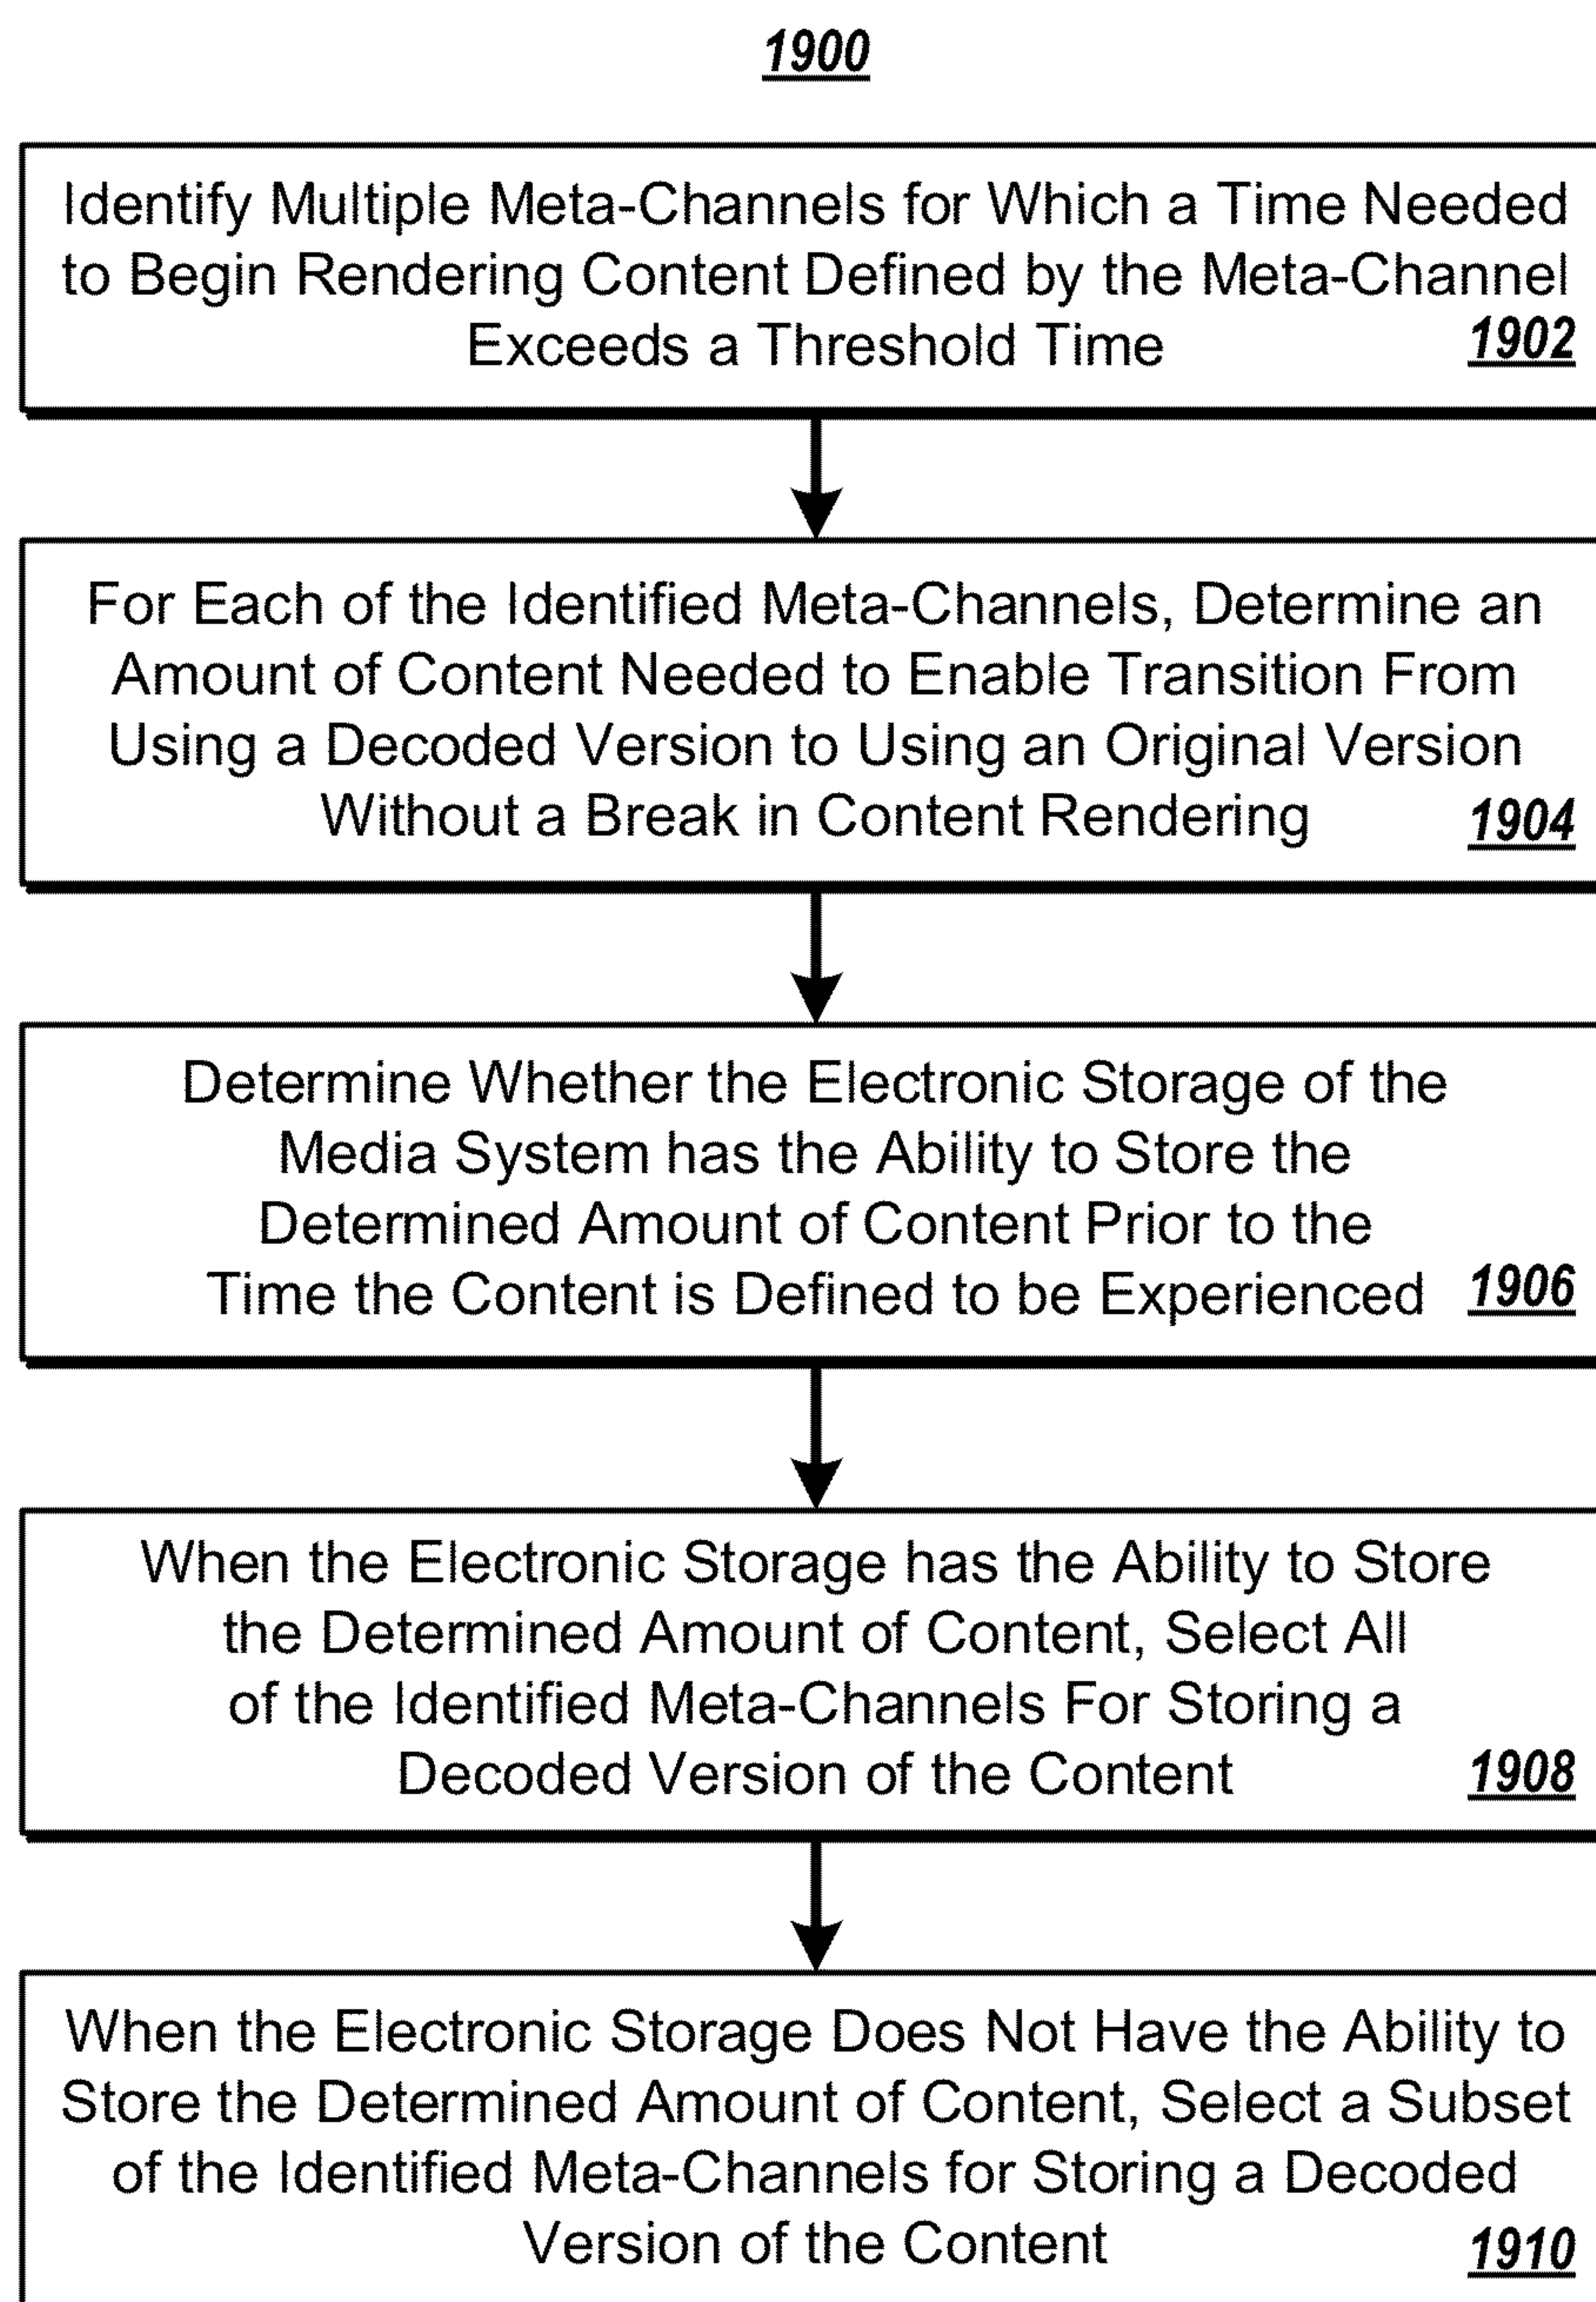 1900
Identify Multiple Meta-Channels for Which a Time Needed
to Begin Rendering Content Defined by the Meta-Channel
Exceeds a Threshold Time 1902
For Each of the Identified Meta-Channels, Determine an
Amount of Content Needed to Enable Transition From
Using a Decoded Version to Using an Original Version
Without a Break in Content Rendering 1904
Determine Whether the Electronic Storage of the
Media System has the Ability to Store the
Determined Amount of Content Prior to the
Time the Content is Defined to be Experienced 1906
When the Electronic Storage has the Ability to Store
the Determined Amount of Content, Select All
of the Identified Meta-Channels For Storing a
Decoded Version of the Content 1908
When the Electronic Storage Does Not Have the Ability to
Store the Determined Amount of Content, Select a Subset
of the Identified Meta-Channels for Storing a Decoded
Version of the Content 1910